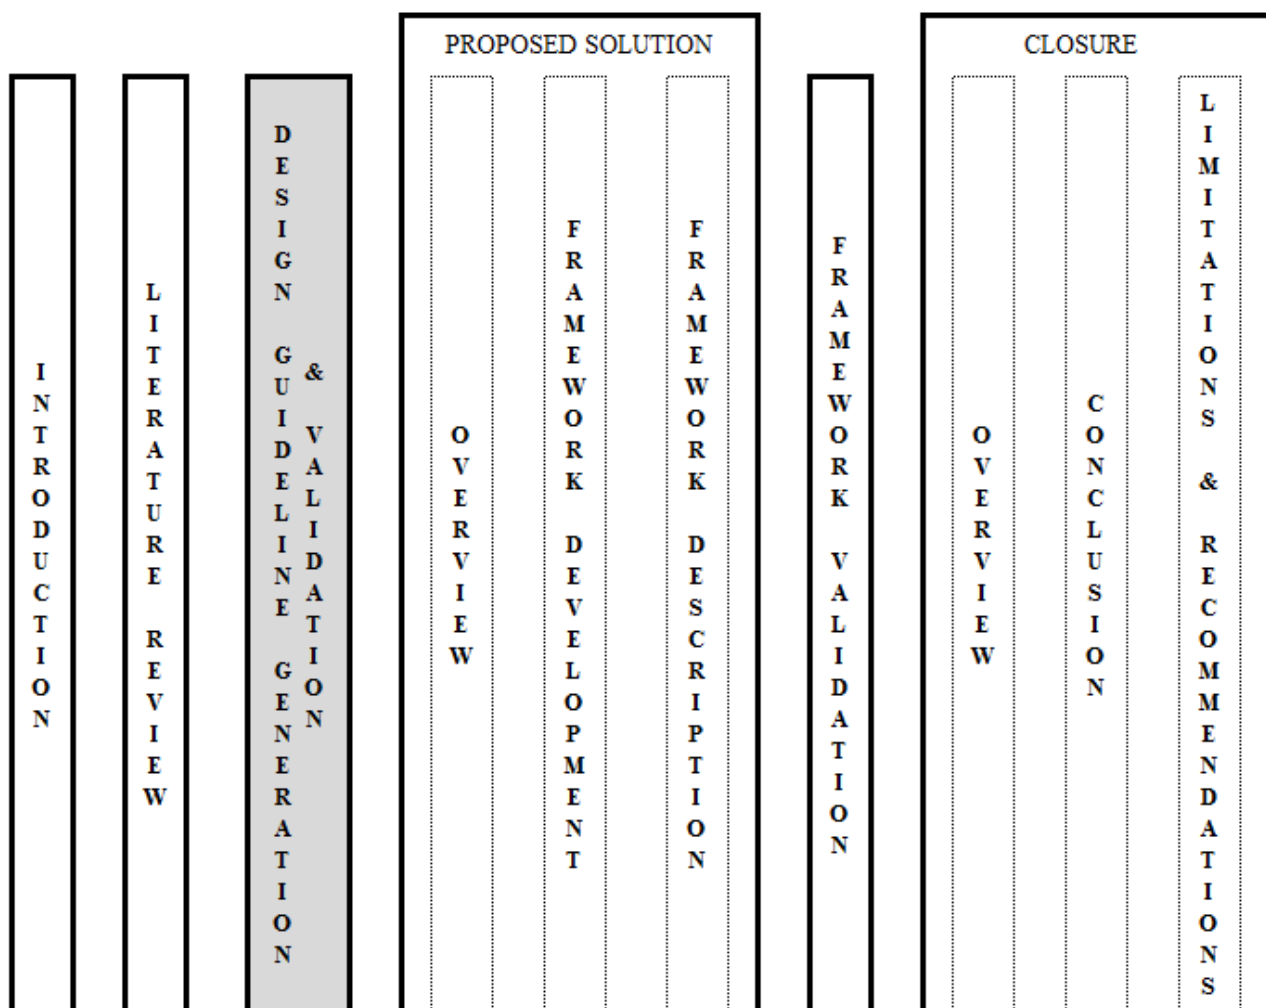 INTRODUCTION
LITERATURE REVIEW
DESIGN GUIDELINE GENERATION
& VALIDATION
PROPOSED SOLUTION
OVERVIEW
FRAMEWORK DEVELOPMENT
FRAMEWORK DESCRIPTION
FRAMEWORK VALIDATION
CLOSURE
OVERVIEW
CONCLUSION
LIMITATIONS & RECOMMENDATIONS